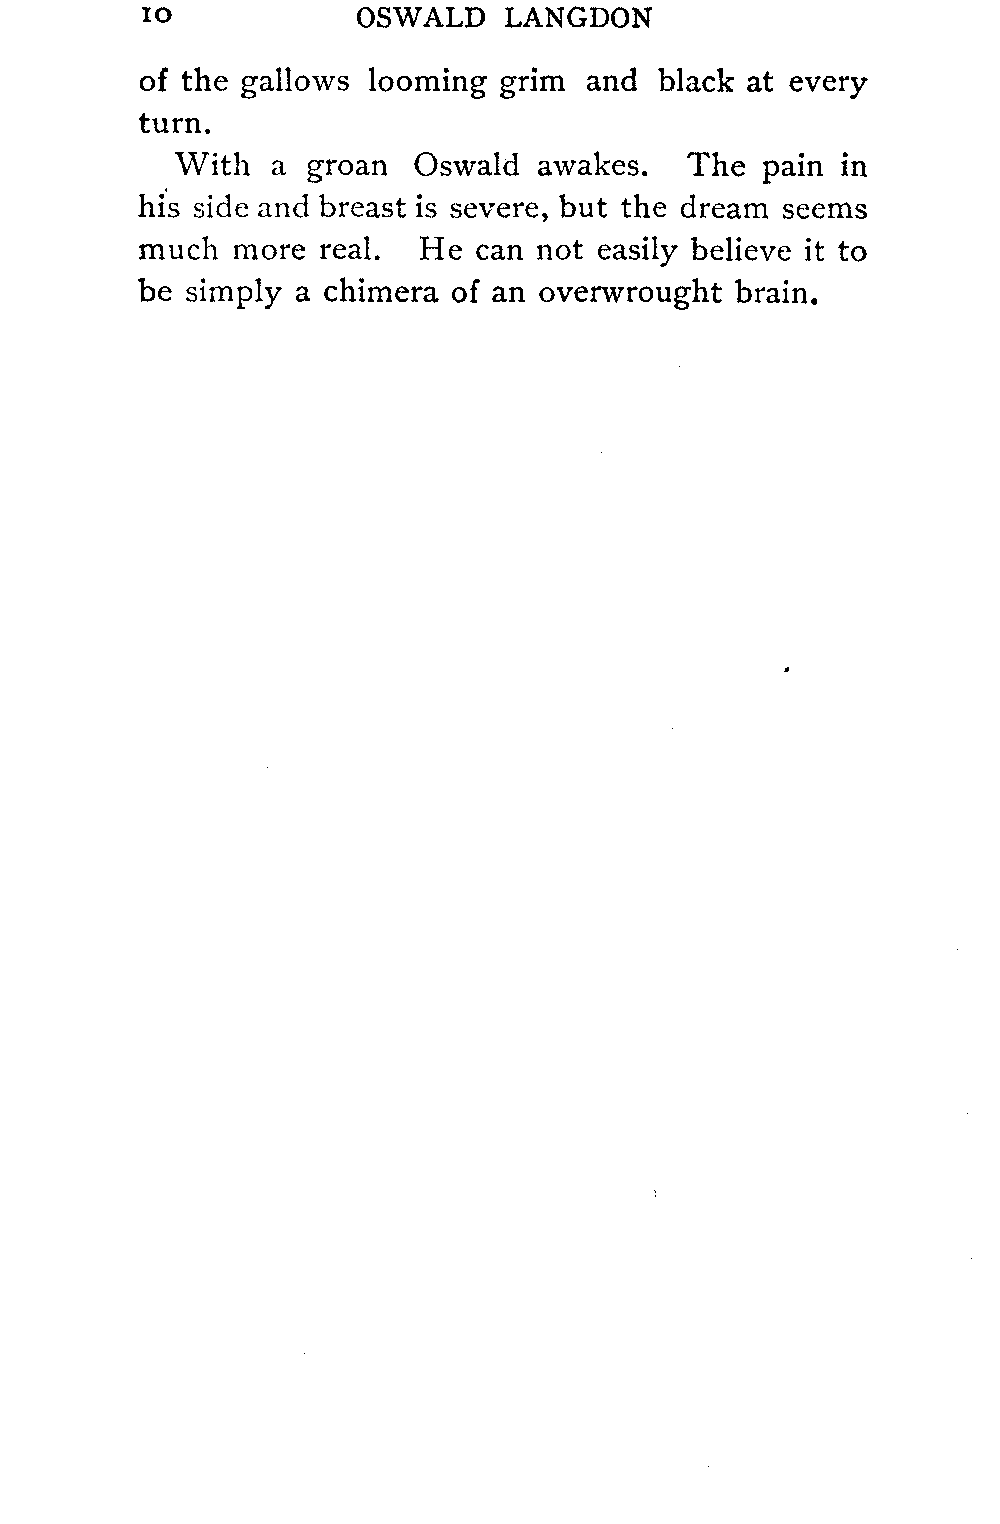 10 OSWALD LANGDON
of the gallows looming grim and black at every
turn.
With a groan Oswald awakes. The pain in
his side and breast is severe, but the dream seems
much more real. He can not easily believe it to
be simply a chimera of an overwrought brain.